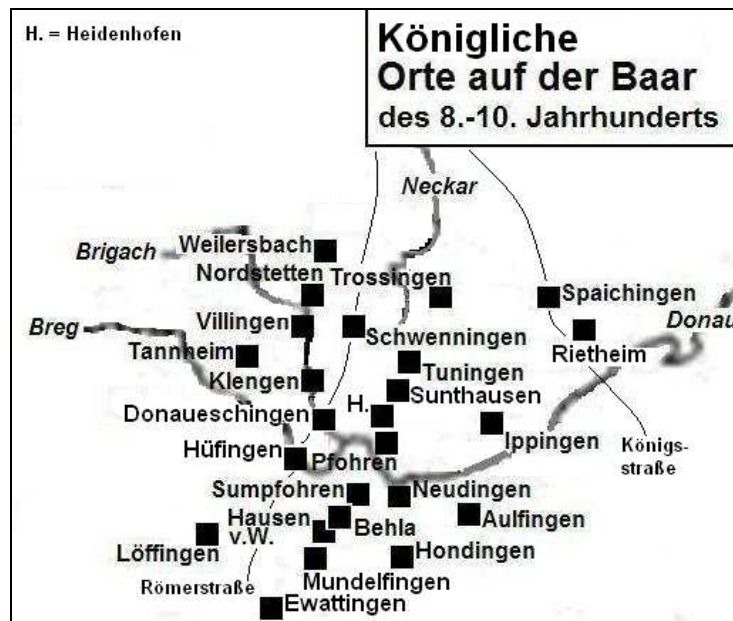 H. = Heidenhofen
Königliche
Orte auf der Baar
des 8.-10. Jahrhunderts
Neckar
Brigach
Weilersbach
Nordstetten
Trossingen
Spaichingen
Donau
Breg
Villingen
Schwenningen
Rietheim
Tannheim
Tuningen
Klengen
Sunthausen
Donaueschingen
H.
Ippingen
Königs-
straße
Hüfingen
Pfohren
Sumpfohren
Neudingen
Hausen
v.W.
Behla
Aulfingen
Löffingen
Hondingen
Mundelfingen
Römerstraße
Ewattingen